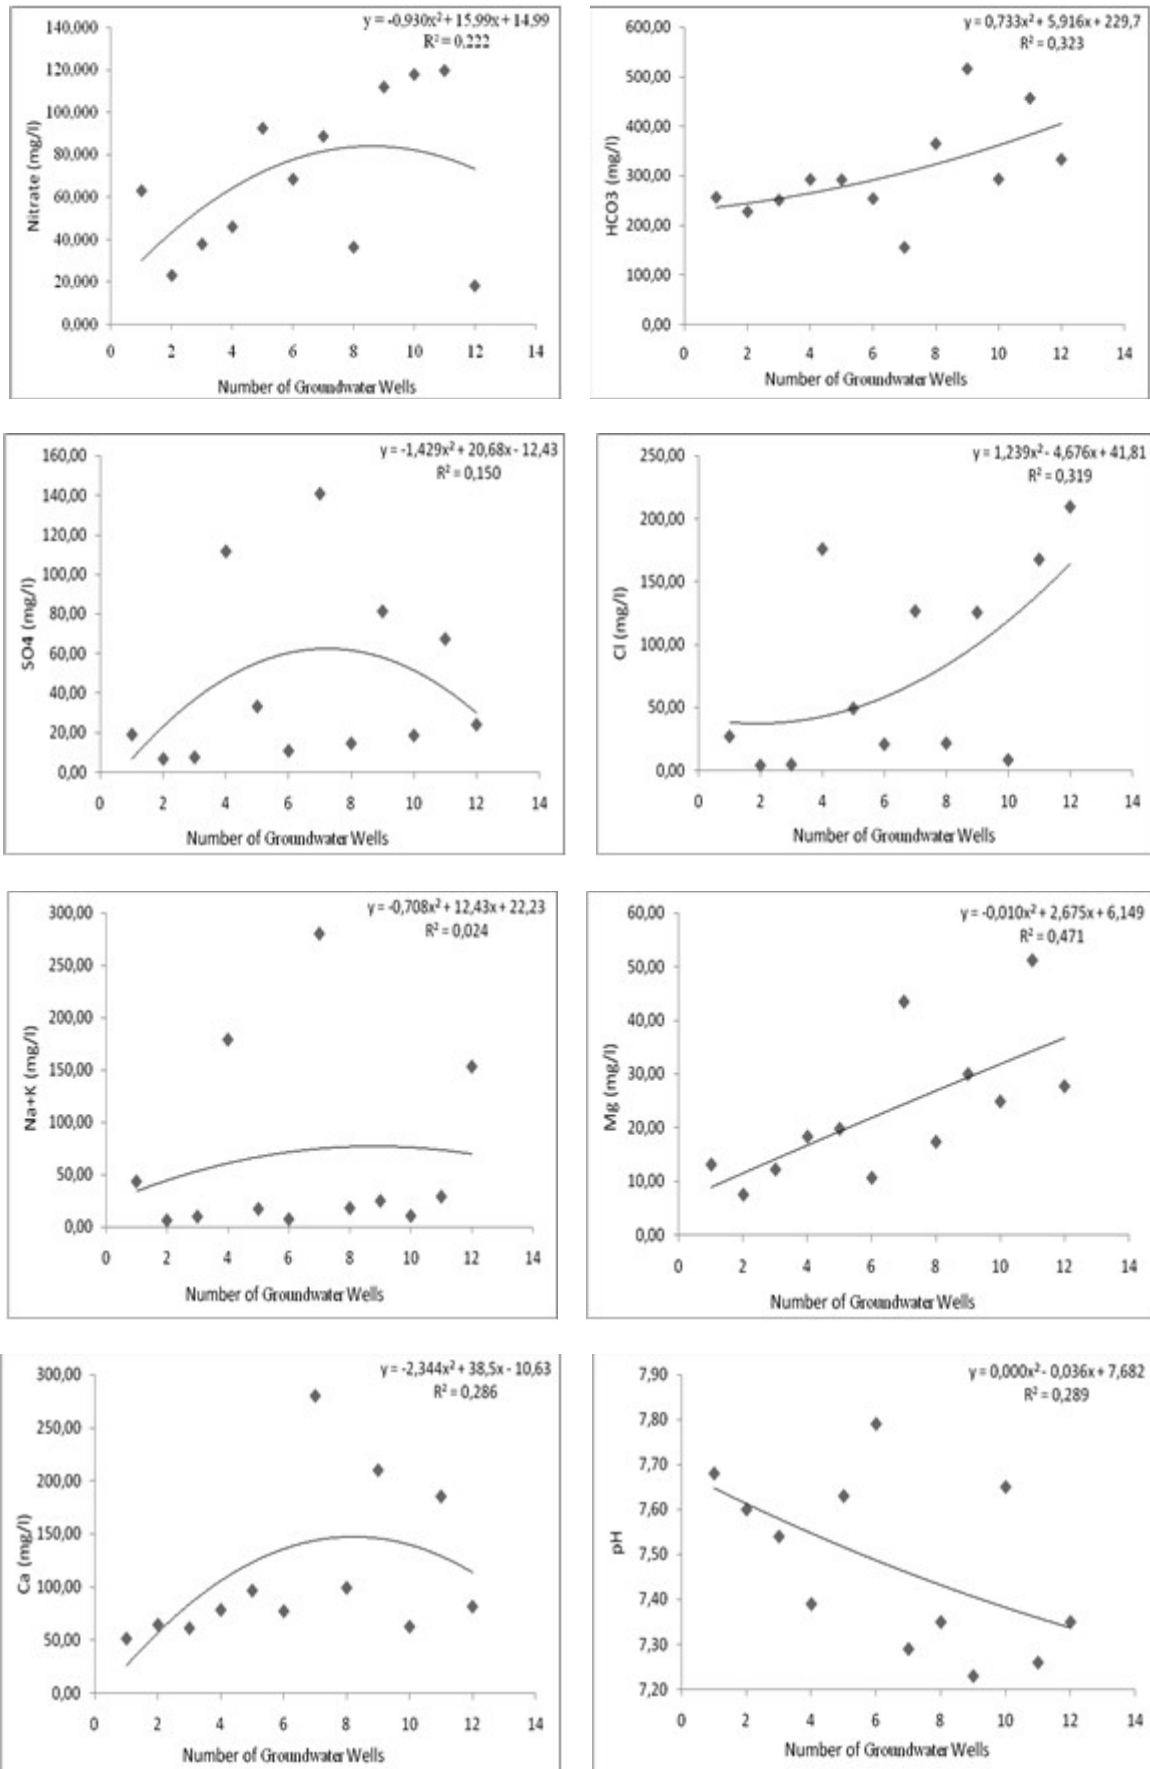 y = -0,930x² + 15,99x + 14,99
R² = 0,222
140,000
120,000
100,000
80,000
60,000
40,000
20,000
0,000
Nitrate (mg/l)
0 2 4 6 8 10 12 14
Number of Groundwater Wells
y = 0,733x² + 5,916x + 229,7
R² = 0,323
600,00
500,00
400,00
300,00
200,00
100,00
0,00
HCO3 (mg/l)
0 2 4 6 8 10 12 14
Number of Groundwater Wells
y = -1,429x² + 20,68x - 12,43
R² = 0,150
160,00
140,00
120,00
100,00
80,00
60,00
40,00
20,00
0,00
SO4 (mg/l)
0 2 4 6 8 10 12 14
Number of Groundwater Wells
y = 1,239x² - 4,676x + 41,81
R² = 0,319
250,00
200,00
150,00
100,00
50,00
0,00
Cl (mg/l)
0 2 4 6 8 10 12 14
Number of Groundwater Wells
y = -0,708x² + 12,43x + 22,23
R² = 0,024
300,00
250,00
200,00
150,00
100,00
50,00
0,00
Na+K (mg/l)
0 2 4 6 8 10 12 14
Number of Groundwater Wells
y = -0,010x² + 2,675x + 6,149
R² = 0,471
60,00
50,00
40,00
30,00
20,00
10,00
0,00
Mg (mg/l)
0 2 4 6 8 10 12 14
Number of Groundwater Wells
y = -2,344x² + 38,5x - 10,63
R² = 0,286
300,00
250,00
200,00
150,00
100,00
50,00
0,00
Ca (mg/l)
0 2 4 6 8 10 12 14
Number of Groundwater Wells
y = 0,000x² - 0,036x + 7,682
R² = 0,289
7,90
7,80
7,70
7,60
7,50
7,40
7,30
7,20
pH
0 2 4 6 8 10 12 14
Number of Groundwater Wells